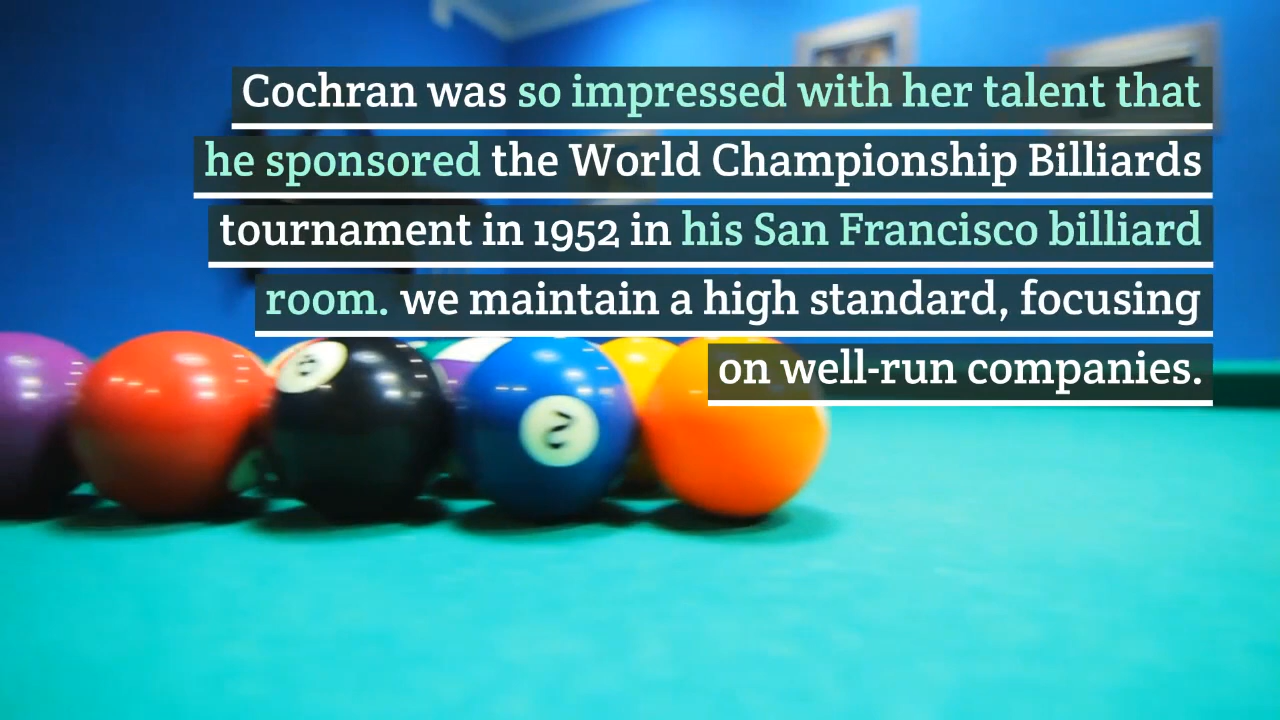 Cochran was so impressed with her talent that
he sponsored the World Championship Billiards
tournament in 1952 in his San Francisco billiard
room. we maintain a high standard, focusing
on well-run companies.
2